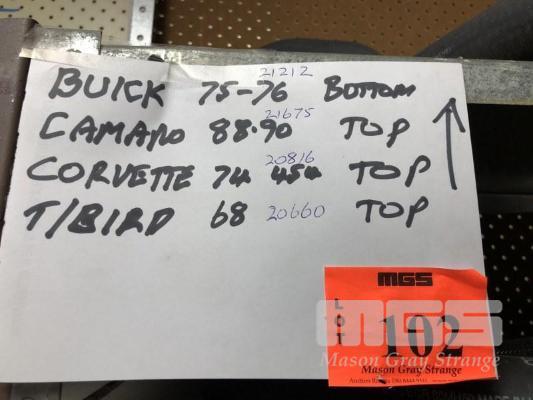 BUICK 75-76 21212 BOTTOM
CAMARO 88.90 21675 TOP
CORVETTE 74 454 20816 TOP
T/BIRD 68 20660 TOP
MGS
LOT
102
Mason Gray Strange
MGS
Mason Gray Strange